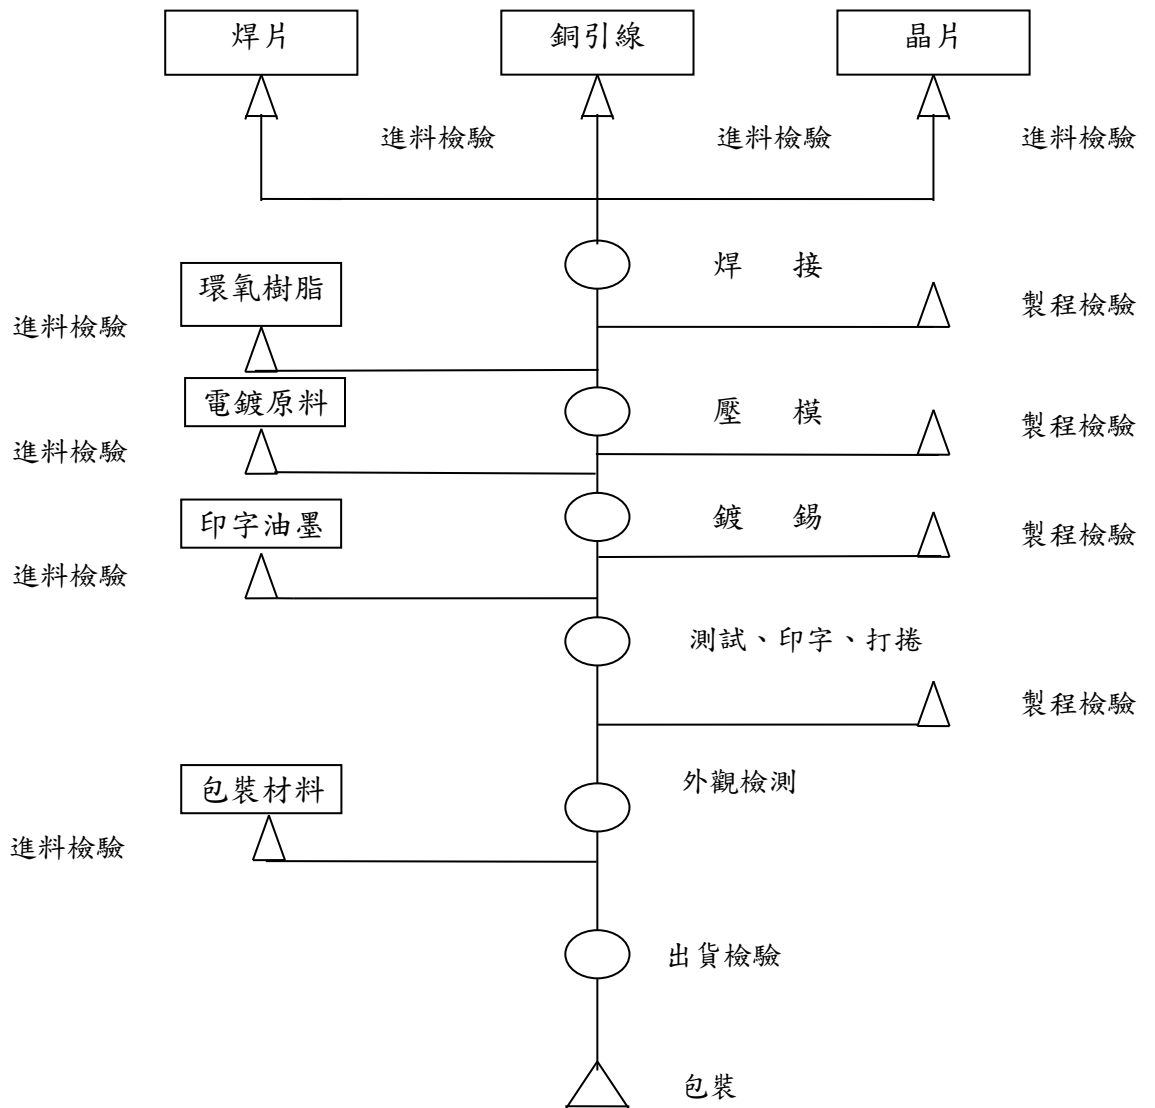 焊片 銅引線 晶片
進料檢驗 進料檢驗 進料檢驗
焊 接
環氧樹脂
製程檢驗
進料檢驗
電鍍原料
壓 模
製程檢驗
進料檢驗
印字油墨
鍍 錫
製程檢驗
進料檢驗
測試、印字、打捲
製程檢驗
外觀檢測
包裝材料
進料檢驗
出貨檢驗
包裝